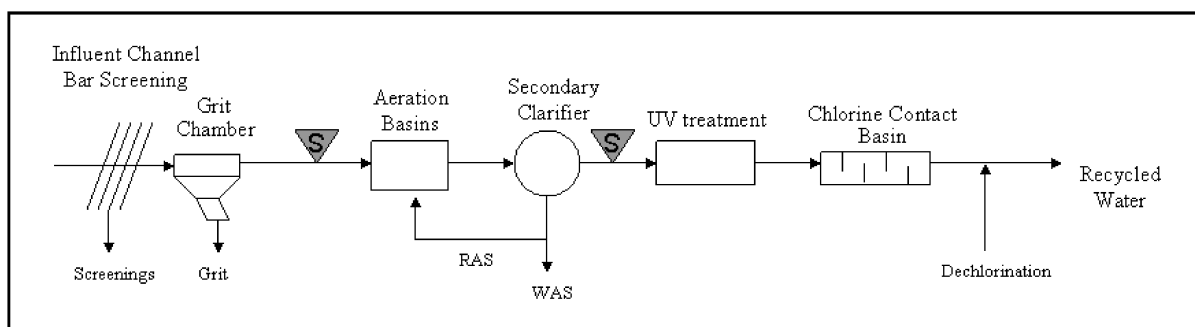 Influent Channel
Bar Screening
Grit
Chamber
S
Aeration
Basins
Secondary
Clarifier
S
UV treatment
Chlorine Contact
Basin
Recycled
Water
Screenings
Grit
RAS
WAS
Dechlorination